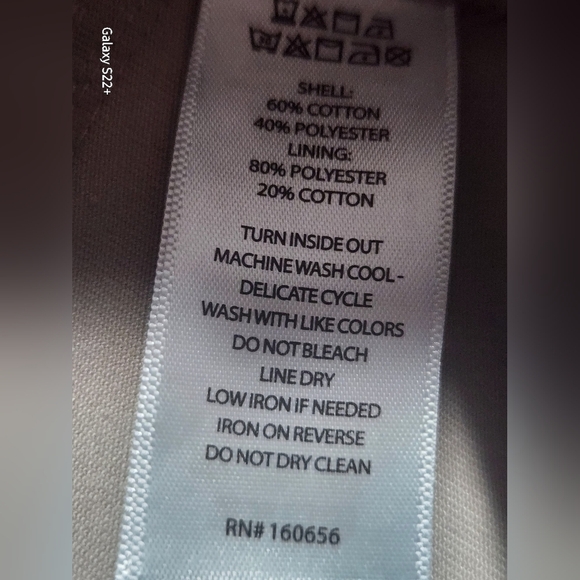 Galaxy S22+
SHELL:
60% COTTON
40% POLYESTER
LINING:
80% POLYESTER
20% COTTON
TURN INSIDE OUT
MACHINE WASH COOL -
DELICATE CYCLE
WASH WITH LIKE COLORS
DO NOT BLEACH
LINE DRY
LOW IRON IF NEEDED
IRON ON REVERSE
DO NOT DRY CLEAN
RN# 160656